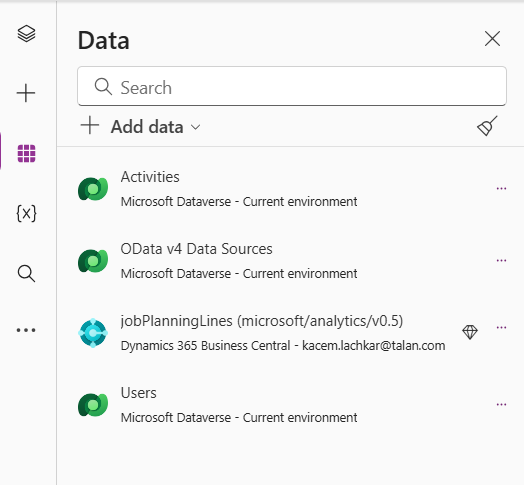 Data
Search
Add data
Activities
Microsoft Dataverse - Current environment
OData v4 Data Sources
Microsoft Dataverse - Current environment
jobPlanningLines (microsoft/analytics/v0.5)
Dynamics 365 Business Central - kacem.lachkar@talan.com
Users
Microsoft Dataverse - Current environment